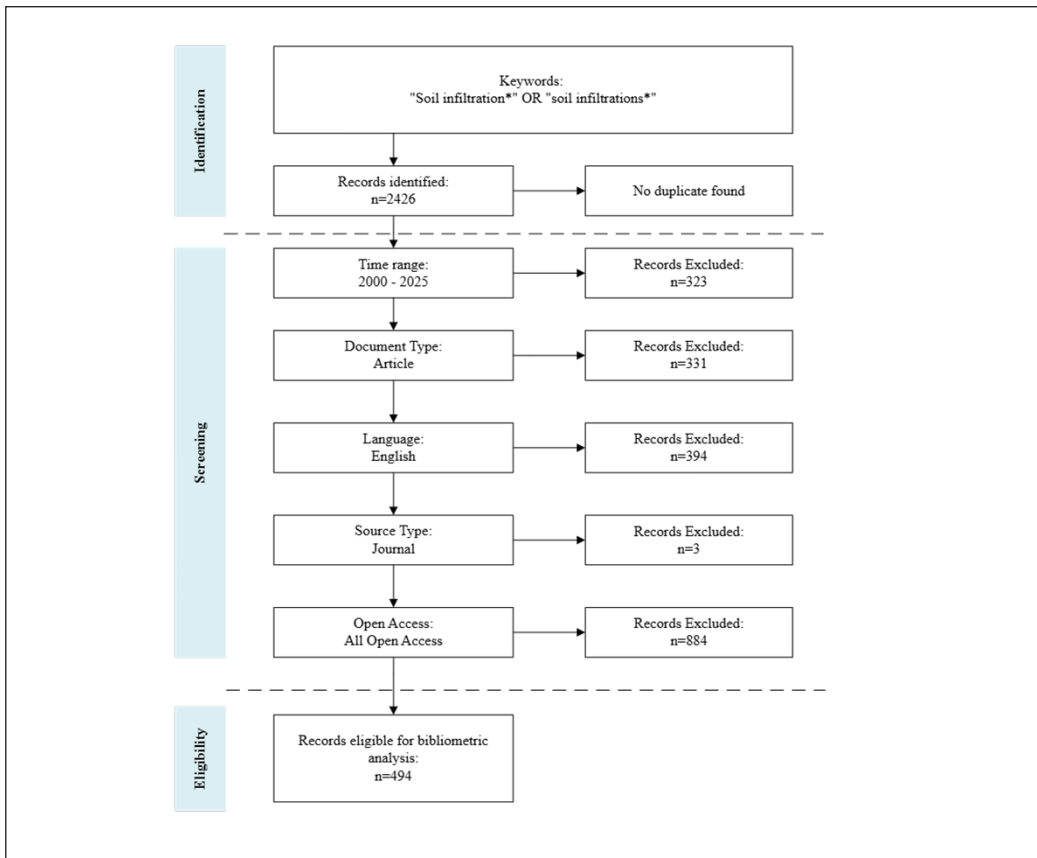 Identification
Keywords:
"Soil infiltration*" OR "soil infiltrations*"
Records identified:
n=2426
No duplicate found
Screening
Time range:
2000 - 2025
Records Excluded:
n=323
Document Type:
Article
Records Excluded:
n=331
Language:
English
Records Excluded:
n=394
Source Type:
Journal
Records Excluded:
n=3
Open Access:
All Open Access
Records Excluded:
n=884
Eligibility
Records eligible for bibliometric
analysis:
n=494